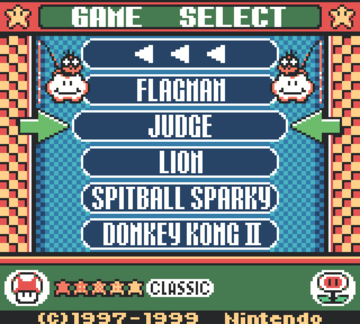 GAME SELECT
FLAGMAN
JUDGE
LION
SPITBALL SPARKY
DONKEY KONG II
CLASSIC
(C)1997-1999 Nintendo